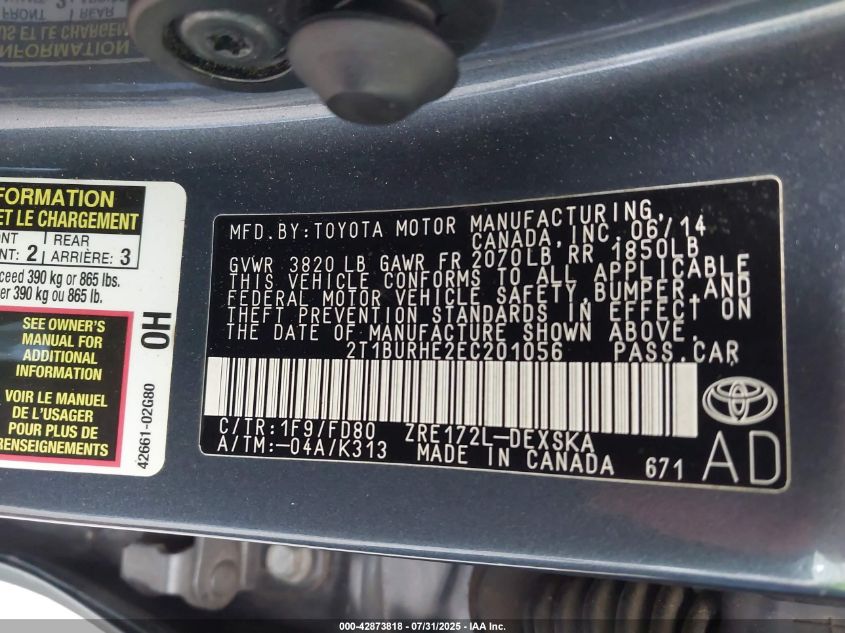 FORMATION
ET LE CHARGEMENT
NT 2 REAR
NT: ARRIÈRE: 3
ceed 390 kg or 865 lbs.
er 390 kg ou 865 lb.
SEE OWNER'S
MANUAL FOR
ADDITIONAL
INFORMATION
VOIR LE MANUEL
DE L'USAGER
POUR PLUS DE
RENSEIGNEMENTS
0H
42661-02G80
MFD.BY:TOYOTA MOTOR MANUFACTURING,
CANADA, INC. 06/14
GVWR 3820 LB GAWR FR 2070LB RR 1850LB
THIS VEHICLE CONFORMS TO ALL APPLICABLE
FEDERAL MOTOR VEHICLE SAFETY,BUMPER,AND
THEFT PREVENTION STANDARDS IN EFFECT ON
THE DATE OF MANUFACTURE SHOWN ABOVE.
2T1BURHE2EC201056 PASS.CAR
C/TR:1F9/FD80 ZRE172L-DEXSKA
A/TM:-04A/K313 MADE IN CANADA 671
AD
000-42873818 - 07/31/2025 - IAA Inc.